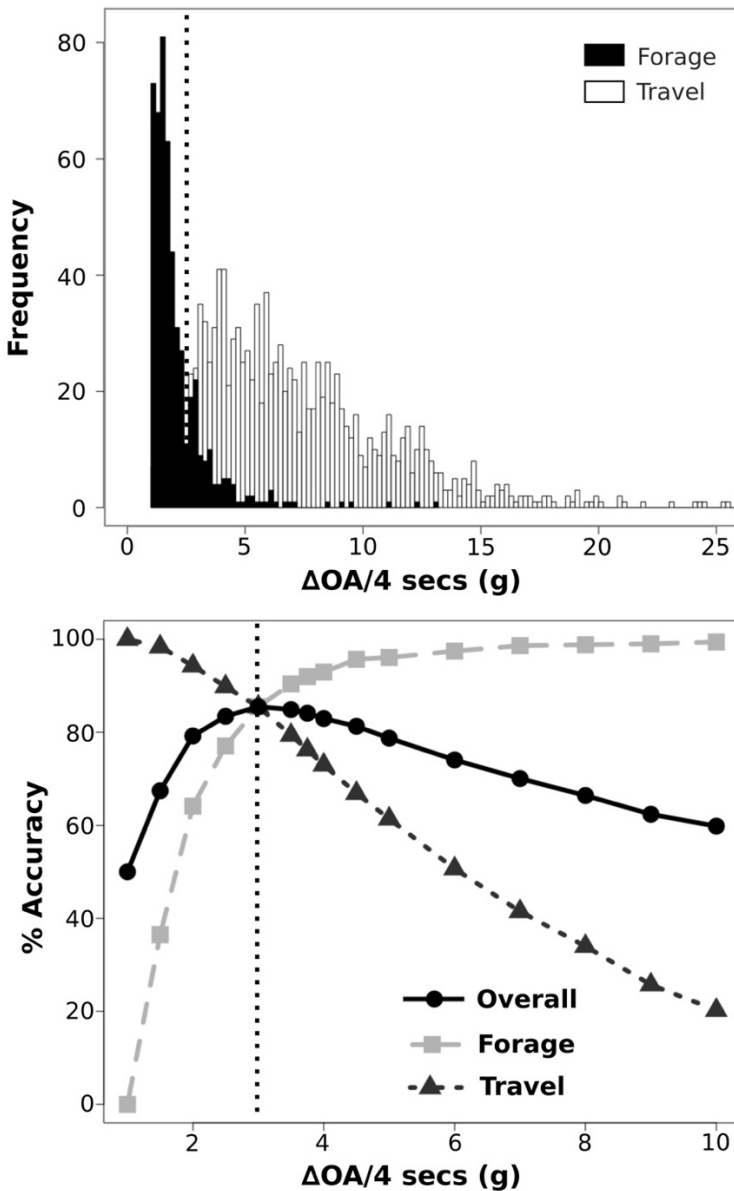 80
60
40
20
0
Frequency
Forage
Travel
0 5 10 15 20 25
ΔOA/4 secs (g)
100
80
60
40
20
0
% Accuracy
Overall
Forage
Travel
2 4 6 8 10
ΔOA/4 secs (g)